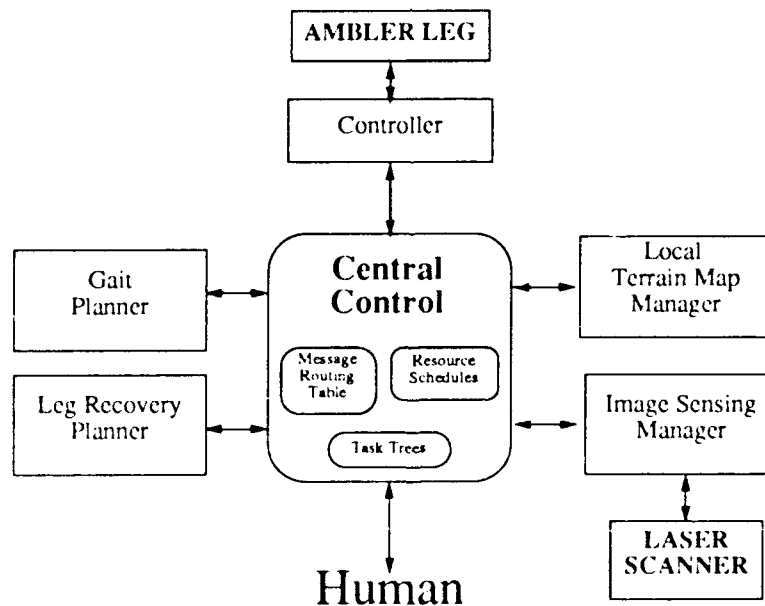 AMBLER LEG
Controller
Gait
Planner
Central
Control
Local
Terrain Map
Manager
Message
Routing
Table
Resource
Schedules
Leg Recovery
Planner
Image Sensing
Manager
Task Trees
LASER
SCANNER
Human